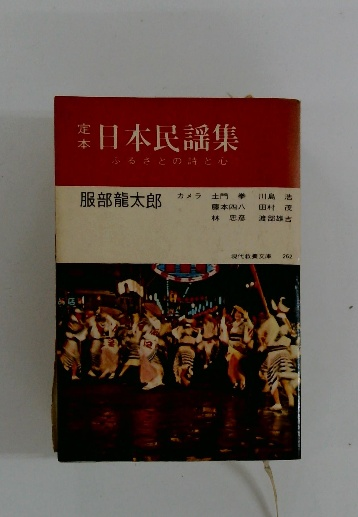 定本 日本民謡集
ふるさとの詩と心
服部龍太郎
カメラ 土門 拳 川島 浩
藤本四八 田村 茂
林 忠彦 渡部雄吉
現代教養文庫 262